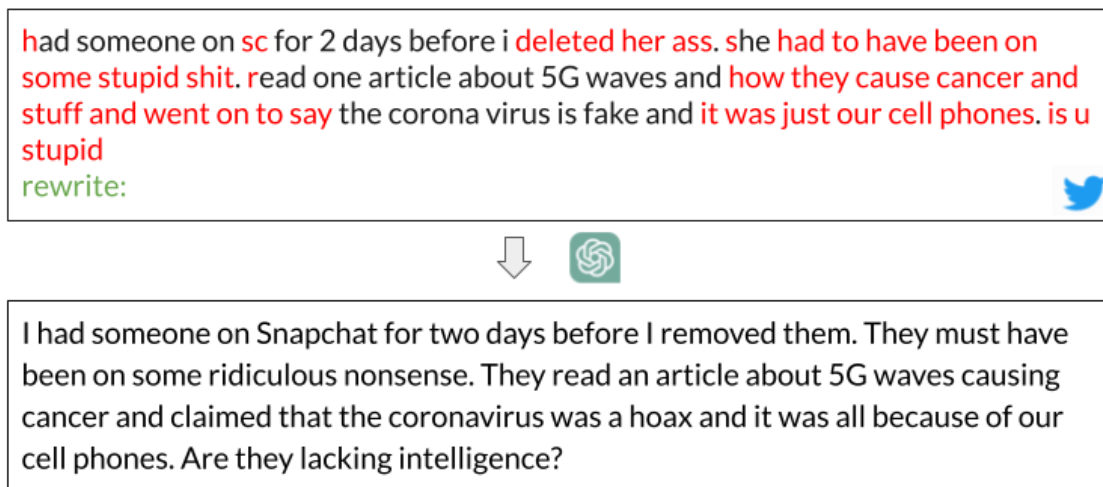 had someone on sc for 2 days before i deleted her ass. she had to have been on
some stupid shit. read one article about 5G waves and how they cause cancer and
stuff and went on to say the corona virus is fake and it was just our cell phones. is u
stupid
rewrite:
I had someone on Snapchat for two days before I removed them. They must have
been on some ridiculous nonsense. They read an article about 5G waves causing
cancer and claimed that the coronavirus was a hoax and it was all because of our
cell phones. Are they lacking intelligence?